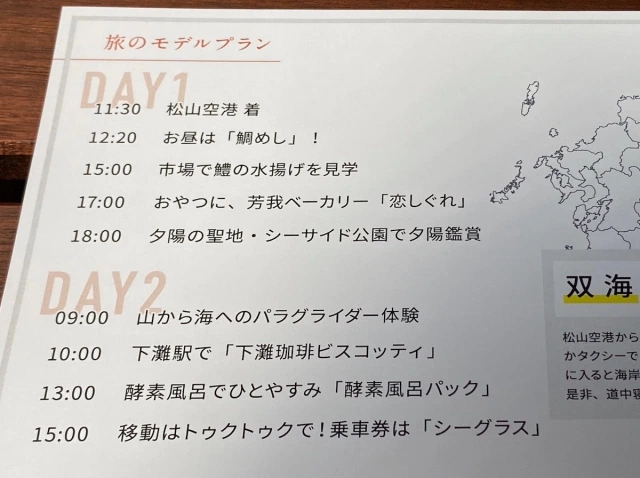 旅のモデルプラン
DAY1
11:30 松山空港 着
12:20 お昼は「鯛めし」！
15:00 市場で鱧の水揚げを見学
17:00 おやつに、芳我ベーカリー「恋しぐれ」
18:00 夕陽の聖地・シーサイド公園で夕陽鑑賞
DAY2
09:00 山から海へのパラグライダー体験
10:00 下灘駅で「下灘珈琲ビスコッティ」
13:00 酵素風呂でひとやすみ「酵素風呂パック」
15:00 移動はトゥクトゥクで！乗車券は「シーグラス」
双海
松山空港から
かタクシーで
に入ると海岸
是非、道中寝